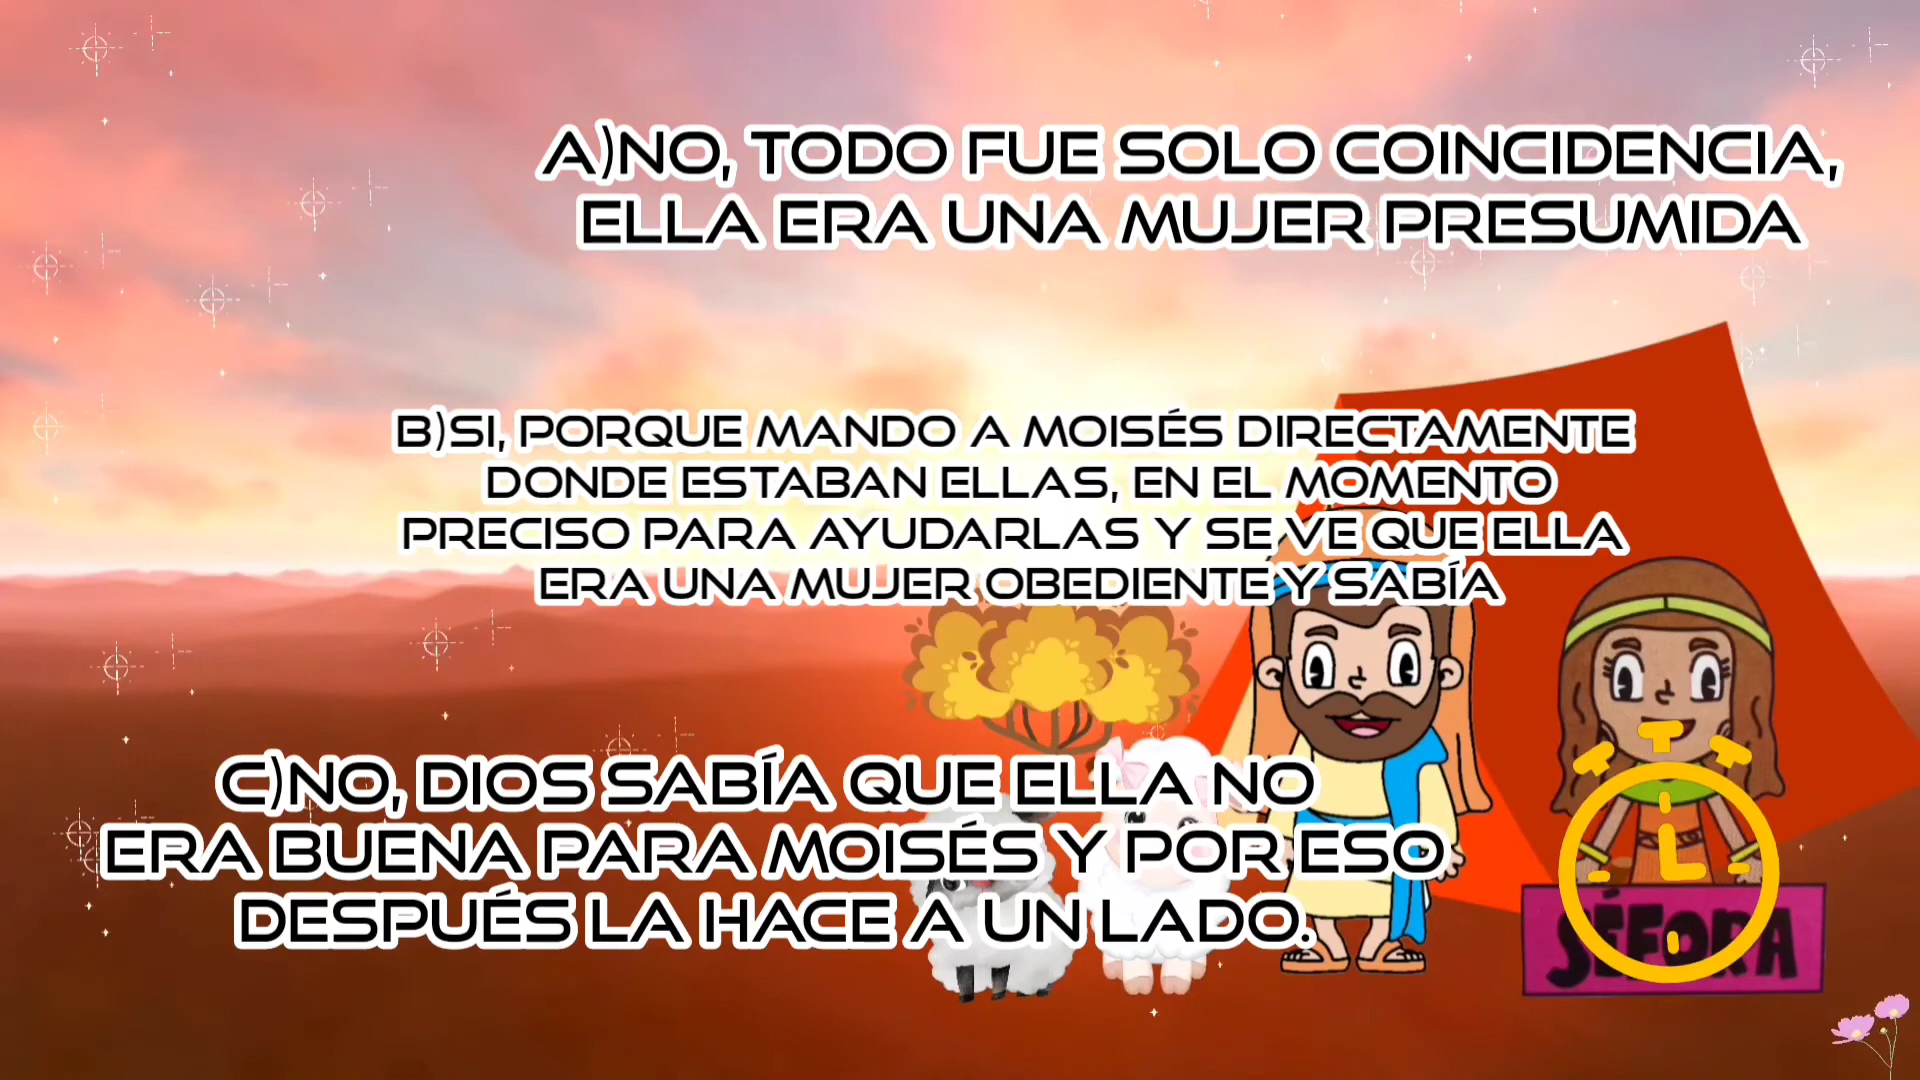 A)NO, TODO FUE SOLO COINCIDENCIA,
ELLA ERA UNA MUJER PRESUMIDA
B)SI, PORQUE MANDO A MOISÉS DIRECTAMENTE
DONDE ESTABAN ELLAS, EN EL MOMENTO
PRECISO PARA AYUDARLAS Y SE VE QUE ELLA
ERA UNA MUJER OBEDIENTE Y SABÍA
C)NO, DIOS SABÍA QUE ELLA NO
ERA BUENA PARA MOISÉS Y POR ESO
DESPUÉS LA HACE A UN LADO.
SÉFORA